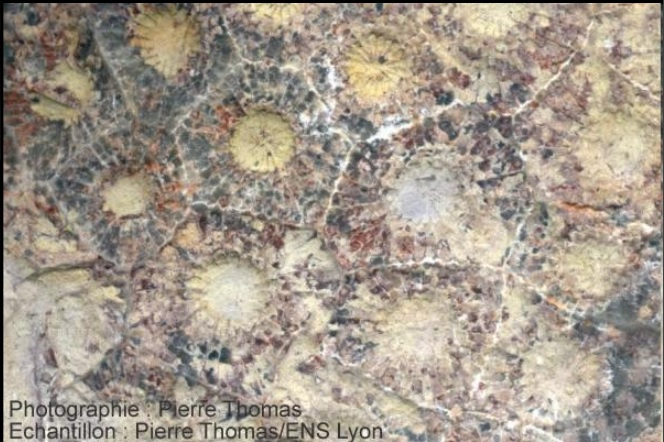 Photographie : Pierre Thomas
Echantillon : Pierre Thomas/ENS Lyon